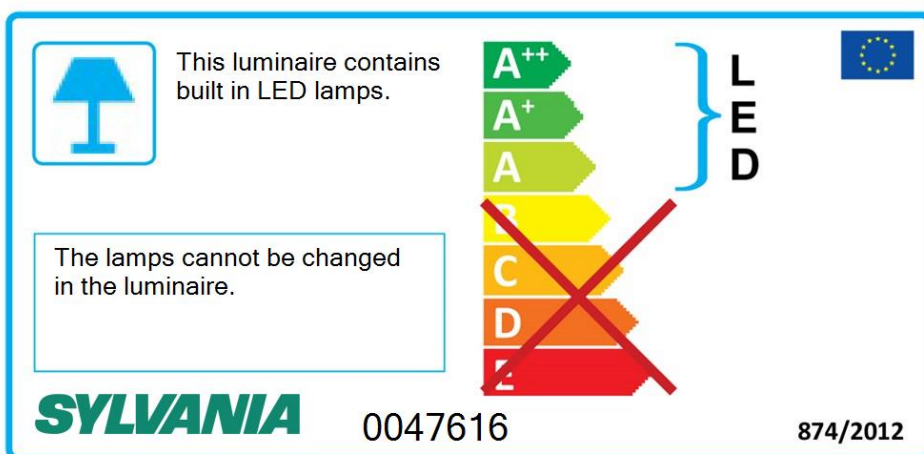 This luminaire contains
built in LED lamps.
A++
A+
A
B
C
D
E
L
E
D
The lamps cannot be changed
in the luminaire.
SYLVANIA
0047616
874/2012